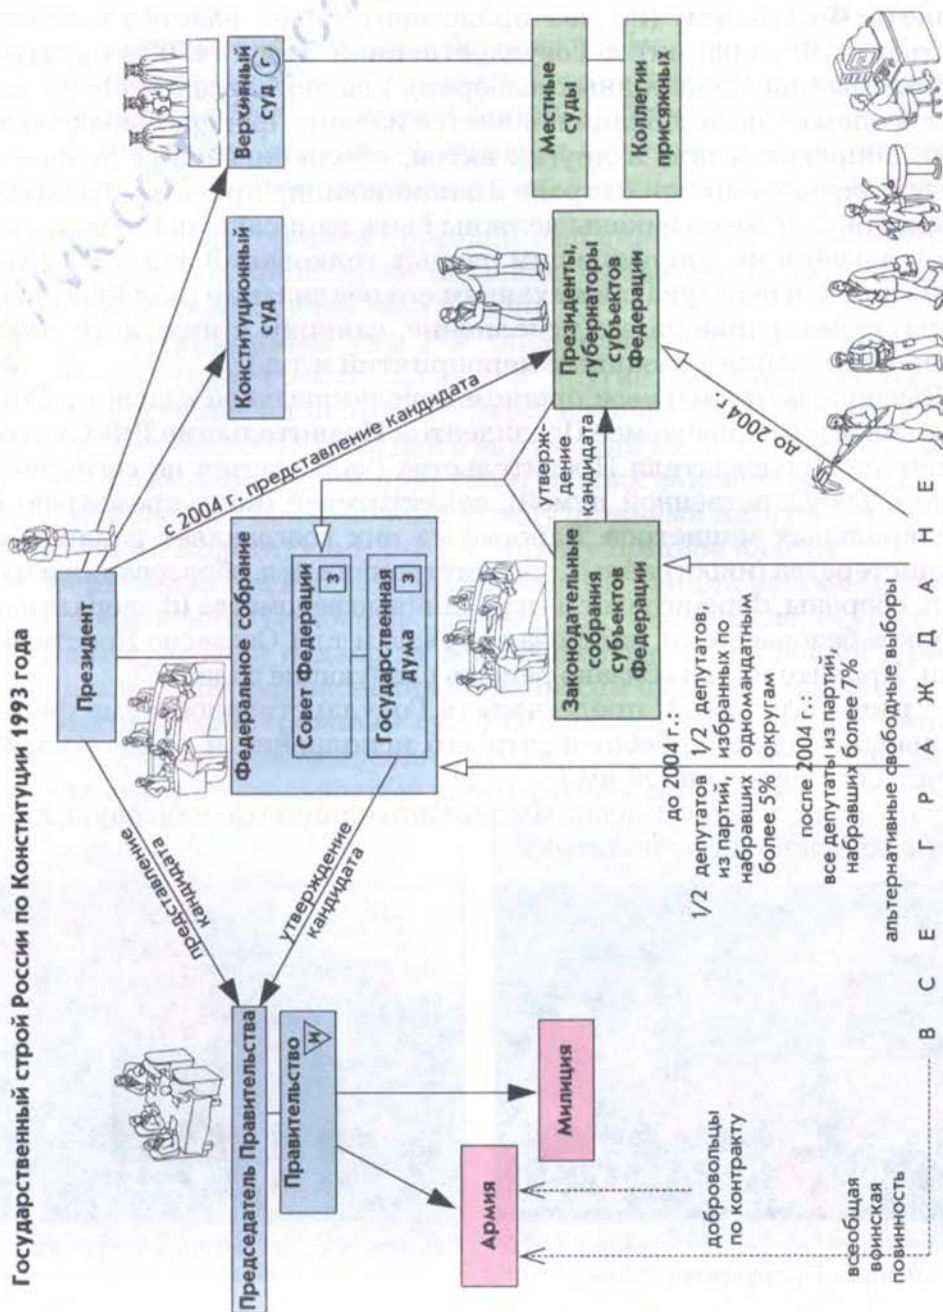 Государственный строй России по Конституции 1993 года
Президент
Конституционный
суд
Верховный
суд
С
представление
кандидата
2004 г. представление кандидата
Председатель Правительства
Правительство
И
утверждение
кандидата
Федеральное собрание
Совет Федерации
З
Государственная
дума
З
утверж-
дение
кандидата
Законодательные
собрания
субъектов
Федерации
Президенты,
губернаторы
субъектов
Федерации
Местные
суды
Коллегии
присяжных
до 2004 г.
Армия
Милиция
до 2004 г.:
1/2 депутатов
из партий,
набравших
более 5%
1/2 депутатов,
избранных по
одномандатным
округам
после 2004 г.:
все депутаты из партий,
набравших более 7%
добровольцы
по контракту
всеобщая
воинская
повинность
альтернативные свободные выборы
ВСЕ ГРАЖДАНЕ